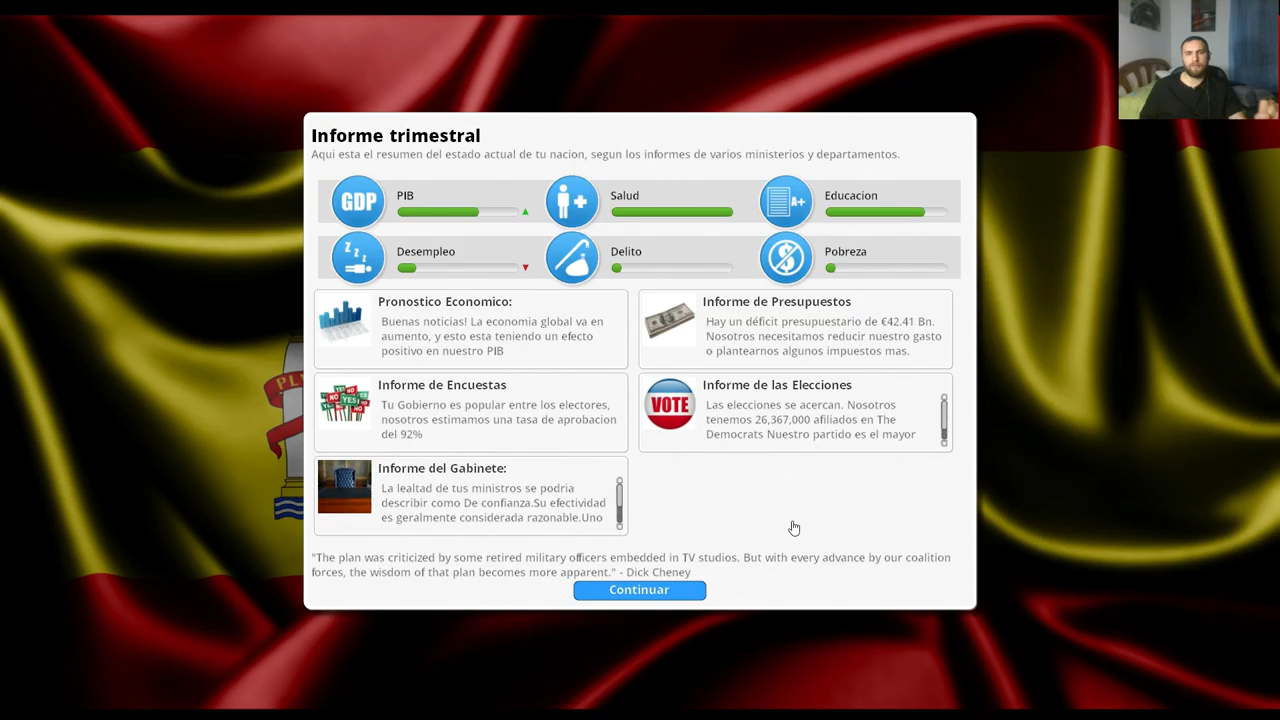 Informe trimestral
Aqui esta el resumen del estado actual de tu nacion, segun los informes de varios ministerios y departamentos.
GDP
PIB
Salud
A+
Educacion
Z Z Z
Desempleo
Delito
$
Pobreza
Pronostico Economico:
Buenas noticias! La economia global va en
aumento, y esto esta teniendo un efecto
positivo en nuestro PIB
Informe de Presupuestos
Hay un déficit presupuestario de €42.41 Bn.
Nosotros necesitamos reducir nuestro gasto
o plantearnos algunos impuestos mas.
NO YES NO
Informe de Encuestas
Tu Gobierno es popular entre los electores,
nosotros estimamos una tasa de aprobacion
del 92%
VOTE
Informe de las Elecciones
Las elecciones se acercan. Nosotros
tenemos 26,367,000 afiliados en The
Democrats Nuestro partido es el mayor
Informe del Gabinete:
La lealtad de tus ministros se podria
describir como De confianza.Su efectividad
es geralmente considerada razonable.Uno
"The plan was criticized by some retired military officers embedded in TV studios. But with every advance by our coalition
forces, the wisdom of that plan becomes more apparent." - Dick Cheney
Continuar